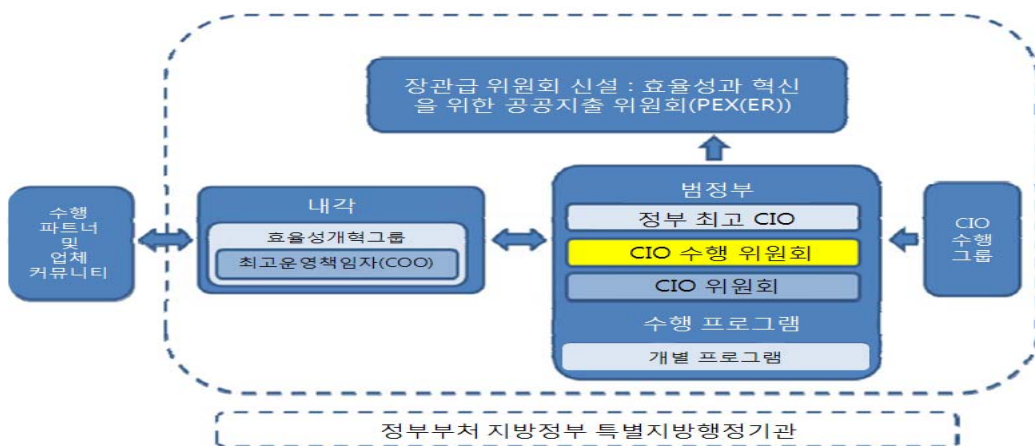 장관급 위원회 신설 : 효율성과 혁신
을 위한 공공지출 위원회(PEX(ER))
수행
파트너
및
업체
커뮤니티
내각
효율성개혁그룹
최고운영책임자(COO)
범정부
정부 최고 CIO
CIO 수행 위원회
CIO 위원회
수행 프로그램
개별 프로그램
CIO
수행
그룹
정부부처 지방정부 특별지방행정기관